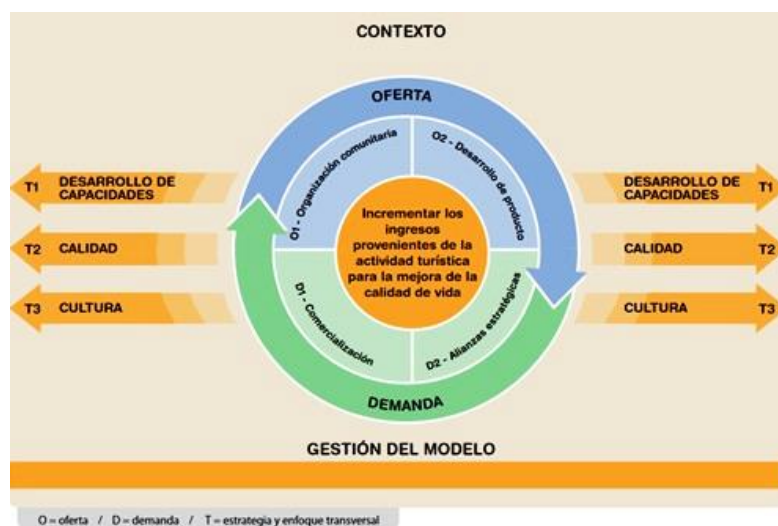 CONTEXTO
OFERTA
O1 - Organización comunitaria
O2 - Desarrollo de producto
T1 DESARROLLO DE
CAPACIDADES
T2 CALIDAD
T3 CULTURA
Incrementar los
ingresos
provenientes de la
actividad turística
para la mejora de la
calidad de vida
DESARROLLO DE
CAPACIDADES T1
CALIDAD T2
CULTURA T3
D1 - Comercialización
D2 - Alianzas estratégicas
DEMANDA
GESTIÓN DEL MODELO
O = oferta / D = demanda / T = estrategia y enfoque transversal